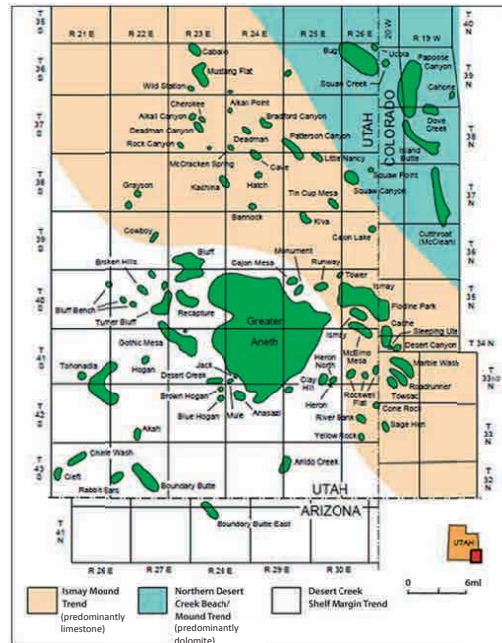 R 21 E R 22 E R 23 E R 24 E R 25 E R 26 E 20 W R 19 W
T 35 S
T 36 S
T 37 S
T 38 S
T 39 S
T 40 S
T 41 S
T 42 S
T 43 S
T 40 N
T 39 N
T 38 N
T 37 N
T 36 N
T 35 N
T 34 N
T 33½ N
T 33 N
T 32 N
Cabalo
Mustang Flat
Wild Station
Bug
Ucola
Squaw Creek
Papoose
Canyon
Cahone
Dove
Creek
Island
Butte
Cutthroat
(McClean)
UTAH
COLORADO
Cherokee
Alkali Point
Alkali Canyon
Bradford Canyon
Deadman Canyon
Deadman
Patterson Canyon
Rock Canyon
McCracken Spring
Cave
Little Nancy
Squaw Point
Squaw Canyon
Grayson
Kachina
Hatch
Tin Cup Mesa
Bannock
Kiva
Cowboy
Cajon Lake
Bluff
Monument
Cajon Mesa
Runway
Broken Hills
Tower
Ismay
Flodine Park
Bluff Bench
Turner Bluff
Recapture
Greater
Aneth
Cache
Sleeping Ute
Ismay
Desert Canyon
Gothic Mesa
McElmo
Mesa
Marble Wash
Hogan
Jack
Heron
North
Tohonadla
Desert Creek
Clay
Hill
Roadrunner
Brown Hogan
Rockwell
Flat
Towaoc
Blue Hogan
Mule
Anasazi
Heron
Cone Rock
River Bank
Sage Hen
Akah
Yellow Rock
Chinle Wash
Anido Creek
Cleft
Rabbit Ears
Boundary Butte
UTAH
ARIZONA
T 41 N
Boundary Butte East
R 26 E R 27 E R 28 E R 29 E R 30 E
UTAH
0 6mi
Ismay Mound
Trend
(predominantly
limestone)
Northern Desert
Creek Beach/
Mound Trend
(predominantly
dolomite)
Desert Creek
Shelf Margin Trend